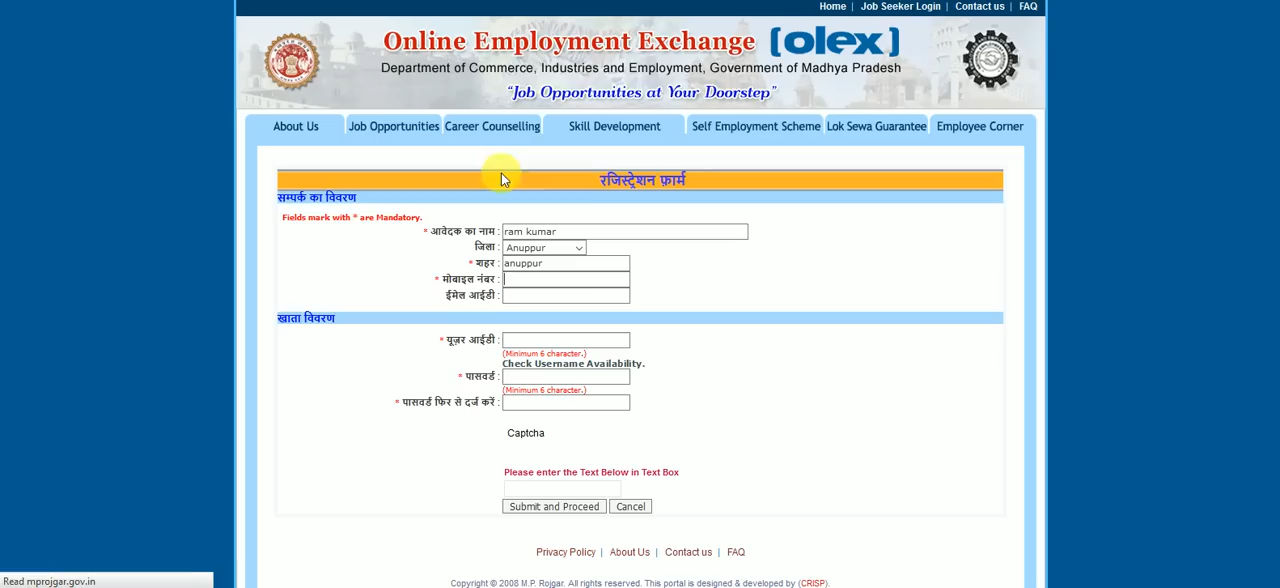 Home | Job Seeker Login | Contact us | FAQ
Online Employment Exchange [olex]
Department of Commerce, Industries and Employment, Government of Madhya Pradesh
“Job Opportunities at Your Doorstep”
About Us Job Opportunities Career Counselling Skill Development Self Employment Scheme Lok Sewa Guarantee Employee Corner
रजिस्ट्रेशन फ़ार्म
सम्पर्क का विवरण
Fields mark with * are Mandatory.
* आवेदक का नाम : ram kumar
जिला : Anuppur
* शहर : anuppur
* मोबाइल नंबर :
ईमेल आईडी :
खाता विवरण
* यूज़र आईडी :
(Minimum 6 character.)
Check Username Availability.
* पासवर्ड :
(Minimum 6 character.)
* पासवर्ड फिर से दर्ज करें :
Captcha
Please enter the Text Below in Text Box
Submit and Proceed Cancel
Privacy Policy | About Us | Contact us | FAQ
Read mprojgar.gov.in
Copyright © 2008 M.P. Rojgar. All rights reserved. This portal is designed & developed by (CRISP).